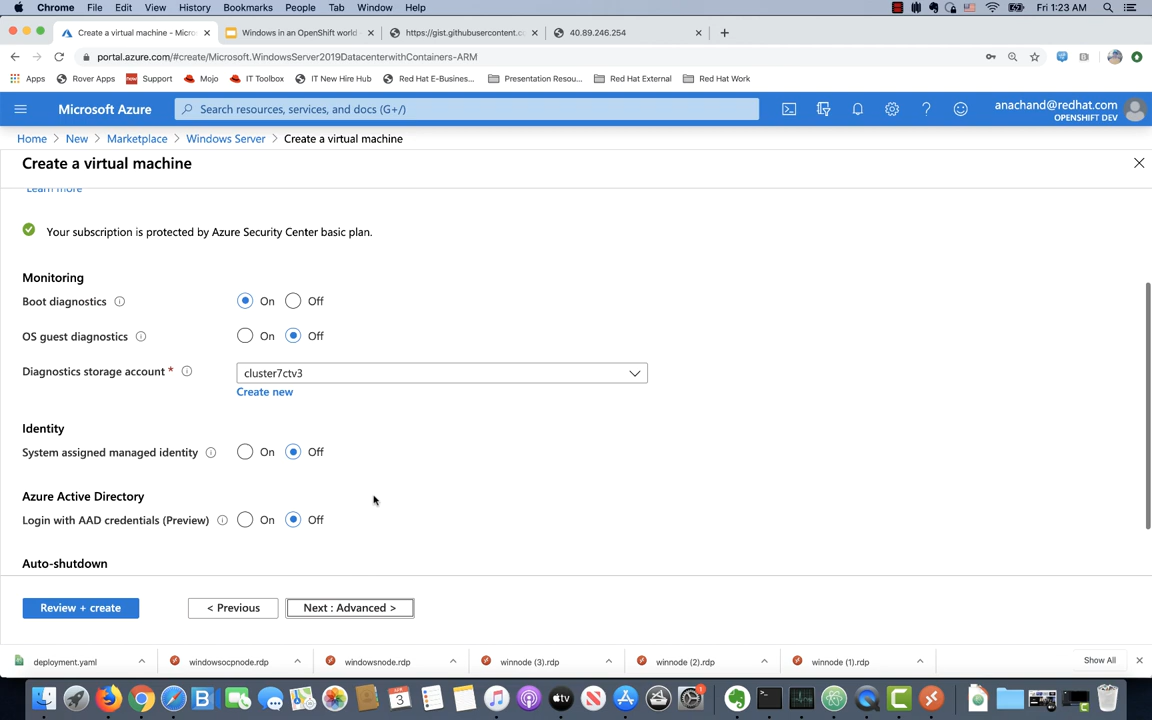 Chrome File Edit View History Bookmarks People Tab Window Help Fri 1:23 AM
Create a virtual machine - Micro Windows in an OpenShift world https://gist.githubusercontent.c 40.89.246.254
portal.azure.com/#create/Microsoft.WindowsServer2019DatacenterwithContainers-ARM
Apps Rover Apps Support Mojo IT Toolbox IT New Hire Hub Red Hat E-Busines... Presentation Resou... Red Hat External Red Hat Work
Microsoft Azure Search resources, services, and docs (G+/) anachand@redhat.com
OPENSHIFT DEV
Home > New > Marketplace > Windows Server > Create a virtual machine
Create a virtual machine
Learn more
Your subscription is protected by Azure Security Center basic plan.
Monitoring
Boot diagnostics On Off
OS guest diagnostics On Off
Diagnostics storage account * cluster7ctv3
Create new
Identity
System assigned managed identity On Off
Azure Active Directory
Login with AAD credentials (Preview) On Off
Auto-shutdown
Review + create < Previous Next : Advanced >
deployment.yaml windowsocpnode.rdp windowsnode.rdp winnode (3).rdp winnode (2).rdp winnode (1).rdp Show All